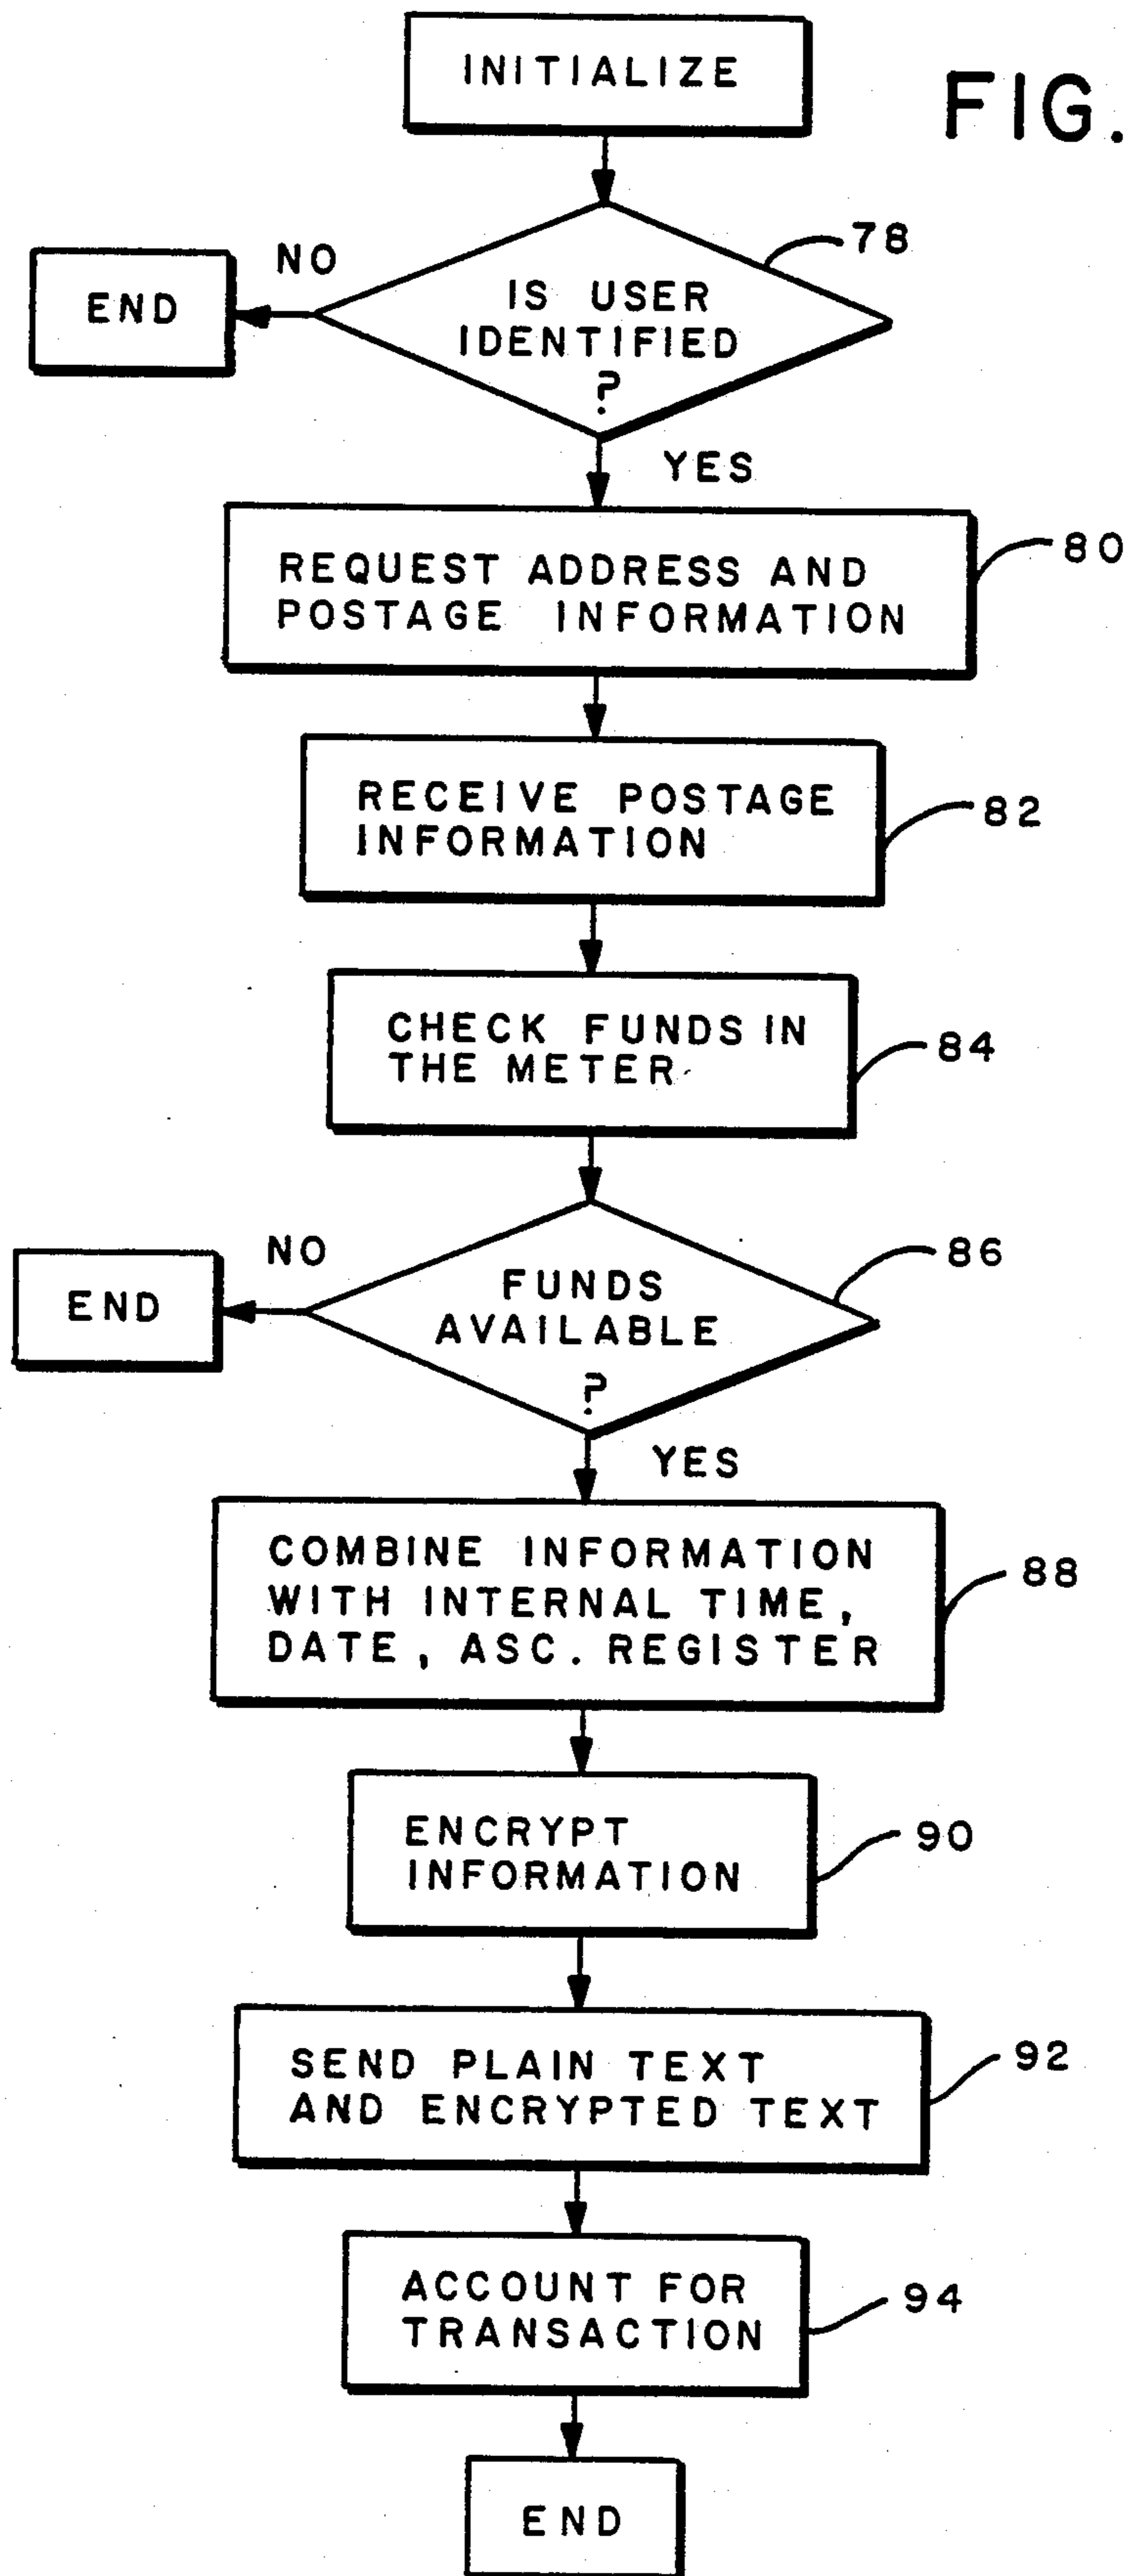 INITIALIZE
FIG.
78
NO
END
IS USER
IDENTIFIED
?
YES
80
REQUEST ADDRESS AND
POSTAGE INFORMATION
82
RECEIVE POSTAGE
INFORMATION
84
CHECK FUNDS IN
THE METER
86
NO
END
FUNDS
AVAILABLE
?
YES
88
COMBINE INFORMATION
WITH INTERNAL TIME,
DATE, ASC. REGISTER
90
ENCRYPT
INFORMATION
92
SEND PLAIN TEXT
AND ENCRYPTED TEXT
94
ACCOUNT FOR
TRANSACTION
END